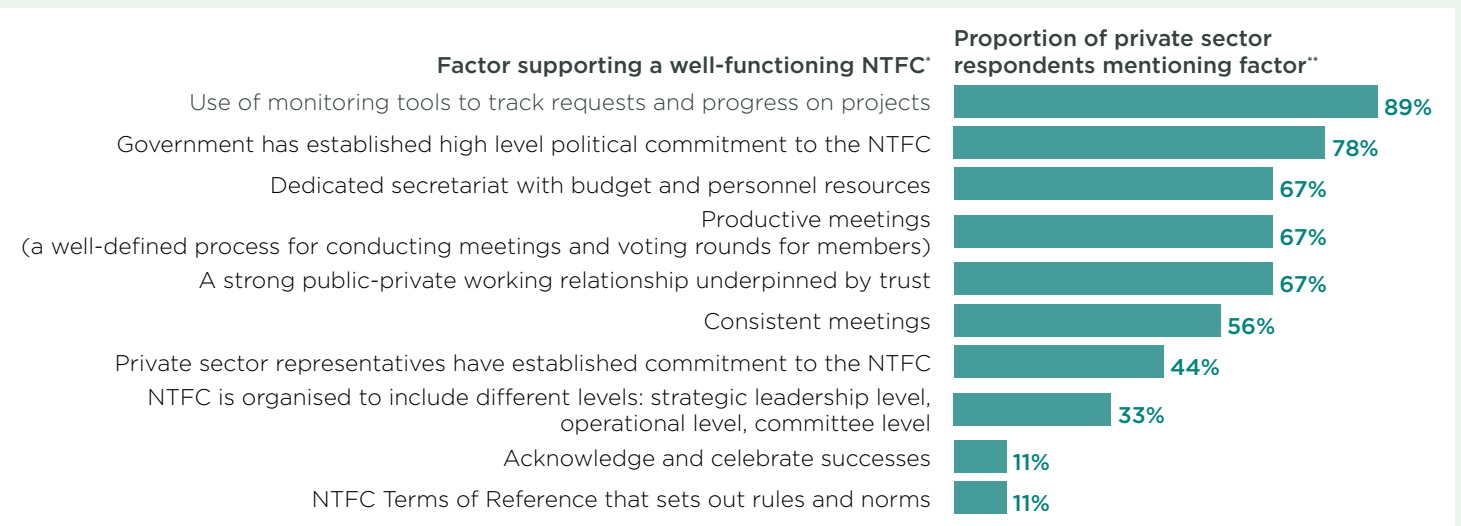 Factor supporting a well-functioning NTFC*
Proportion of private sector
respondents mentioning factor**
Use of monitoring tools to track requests and progress on projects
89%
Government has established high level political commitment to the NTFC
78%
Dedicated secretariat with budget and personnel resources
67%
Productive meetings
(a well-defined process for conducting meetings and voting rounds for members)
67%
A strong public-private working relationship underpinned by trust
67%
Consistent meetings
56%
Private sector representatives have established commitment to the NTFC
44%
NTFC is organised to include different levels: strategic leadership level,
operational level, committee level
33%
Acknowledge and celebrate successes
11%
NTFC Terms of Reference that sets out rules and norms
11%